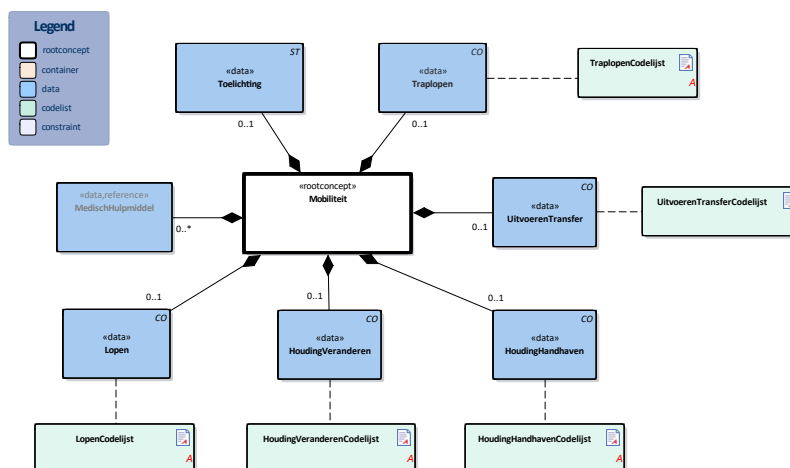 Legend
rootconcept
container
data
codelist
constraint
ST
«data»
Toelichting
0..1
CO
«data»
Traplopen
0..1
TraplopenCodelijst
A
«data,reference»
MedischHulpmiddel
0..*
«rootconcept»
Mobiliteit
CO
«data»
UitvoerenTransfer
0..1
UitvoerenTransferCodelijst
0..1
CO
«data»
Lopen
0..1
CO
«data»
HoudingVeranderen
0..1
CO
«data»
HoudingHandhaven
LopenCodelijst
A
HoudingVeranderenCodelijst
A
HoudingHandhavenCodelijst
A